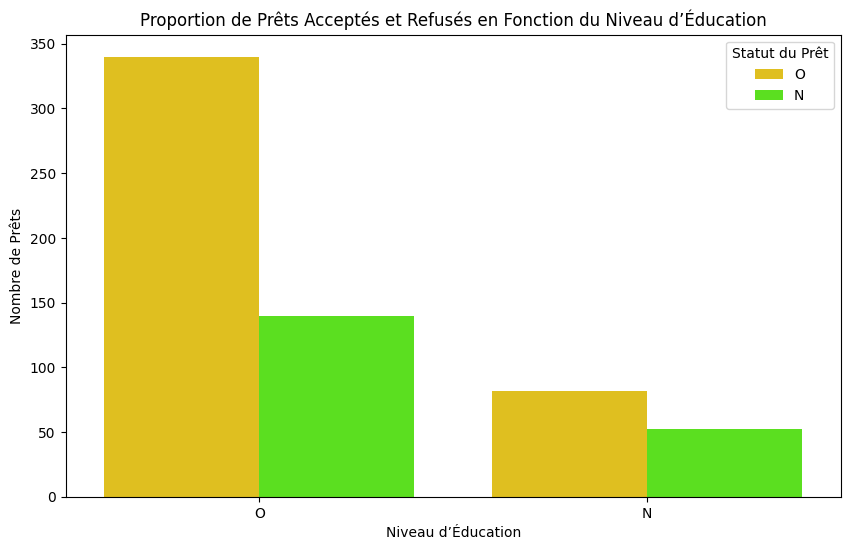 Proportion de Prêts Acceptés et Refusés en Fonction du Niveau d’Éducation
Statut du Prêt
O
N
Nombre de Prêts
350
300
250
200
150
100
50
0
O
N
Niveau d’Éducation